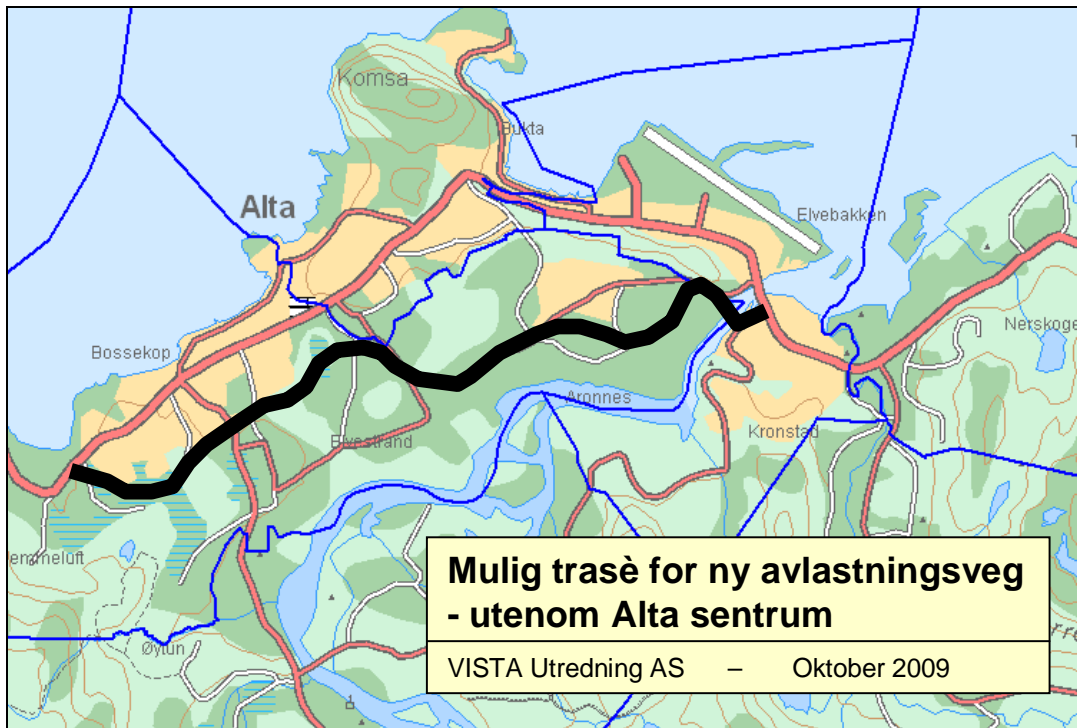 Komsa
Bukta
Alta
Elvebakken
Bossekop
Nerskoge
Aronnes
Elvestrand
Kronstad
emmeluft
Øytun
Mulig trasè for ny avlastningsveg
- utenom Alta sentrum
VISTA Utredning AS – Oktober 2009